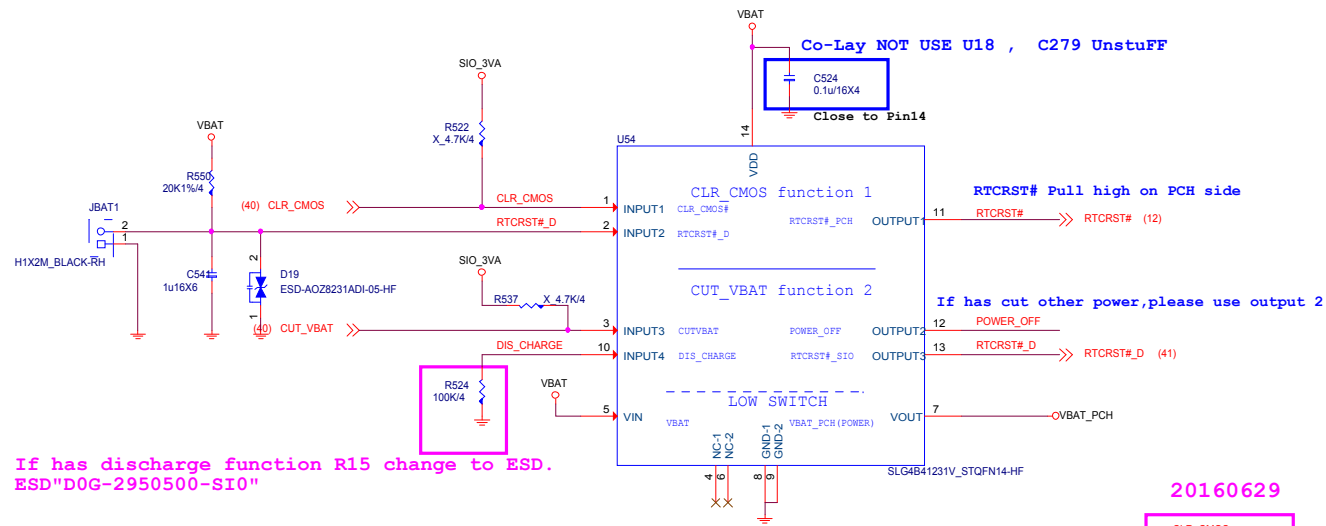 VBAT
Co-Lay NOT USE U18 ,  C279 UnstuFF
SIO_3VA
C524
0.1u/16X4
Close to Pin14
R522
X_4.7K/4
VBAT
U54
14
VDD
R550
20K1%/4
CLR_CMOS function 1
RTCRST# Pull high on PCH side
JBAT1
(40) CLR_CMOS
CLR_CMOS
1
INPUT1
CLR_CMOS#
RTCRST#_PCH
OUTPUT1
11
RTCRST#
RTCRST# (12)
2
1
RTCRST#_D
2
INPUT2
RTCRST#_D
H1X2M_BLACK-RH
SIO_3VA
C541
1u16X6
2
D19
ESD-AOZ8231ADI-05-HF
1
R537
X_4.7K/4
CUT_VBAT function 2
If has cut other power,please use output 2
(40) CUT_VBAT
3
INPUT3
CUTVBAT
POWER_OFF
OUTPUT2
12
POWER_OFF
DIS_CHARGE
10
INPUT4
DIS_CHARGE
RTCRST#_SIO
OUTPUT3
13
RTCRST#_D
RTCRST#_D (41)
R524
100K/4
VBAT
LOW SWITCH
5
VIN
VBAT
VBAT_PCH(POWER)
VOUT
7
VBAT_PCH
NC-1
NC-2
GND-1
GND-2
4
6
8
9
SLG4B41231V_STQFN14-HF
If has discharge function R15 change to ESD.
ESD"D0G-2950500-SI0"
20160629